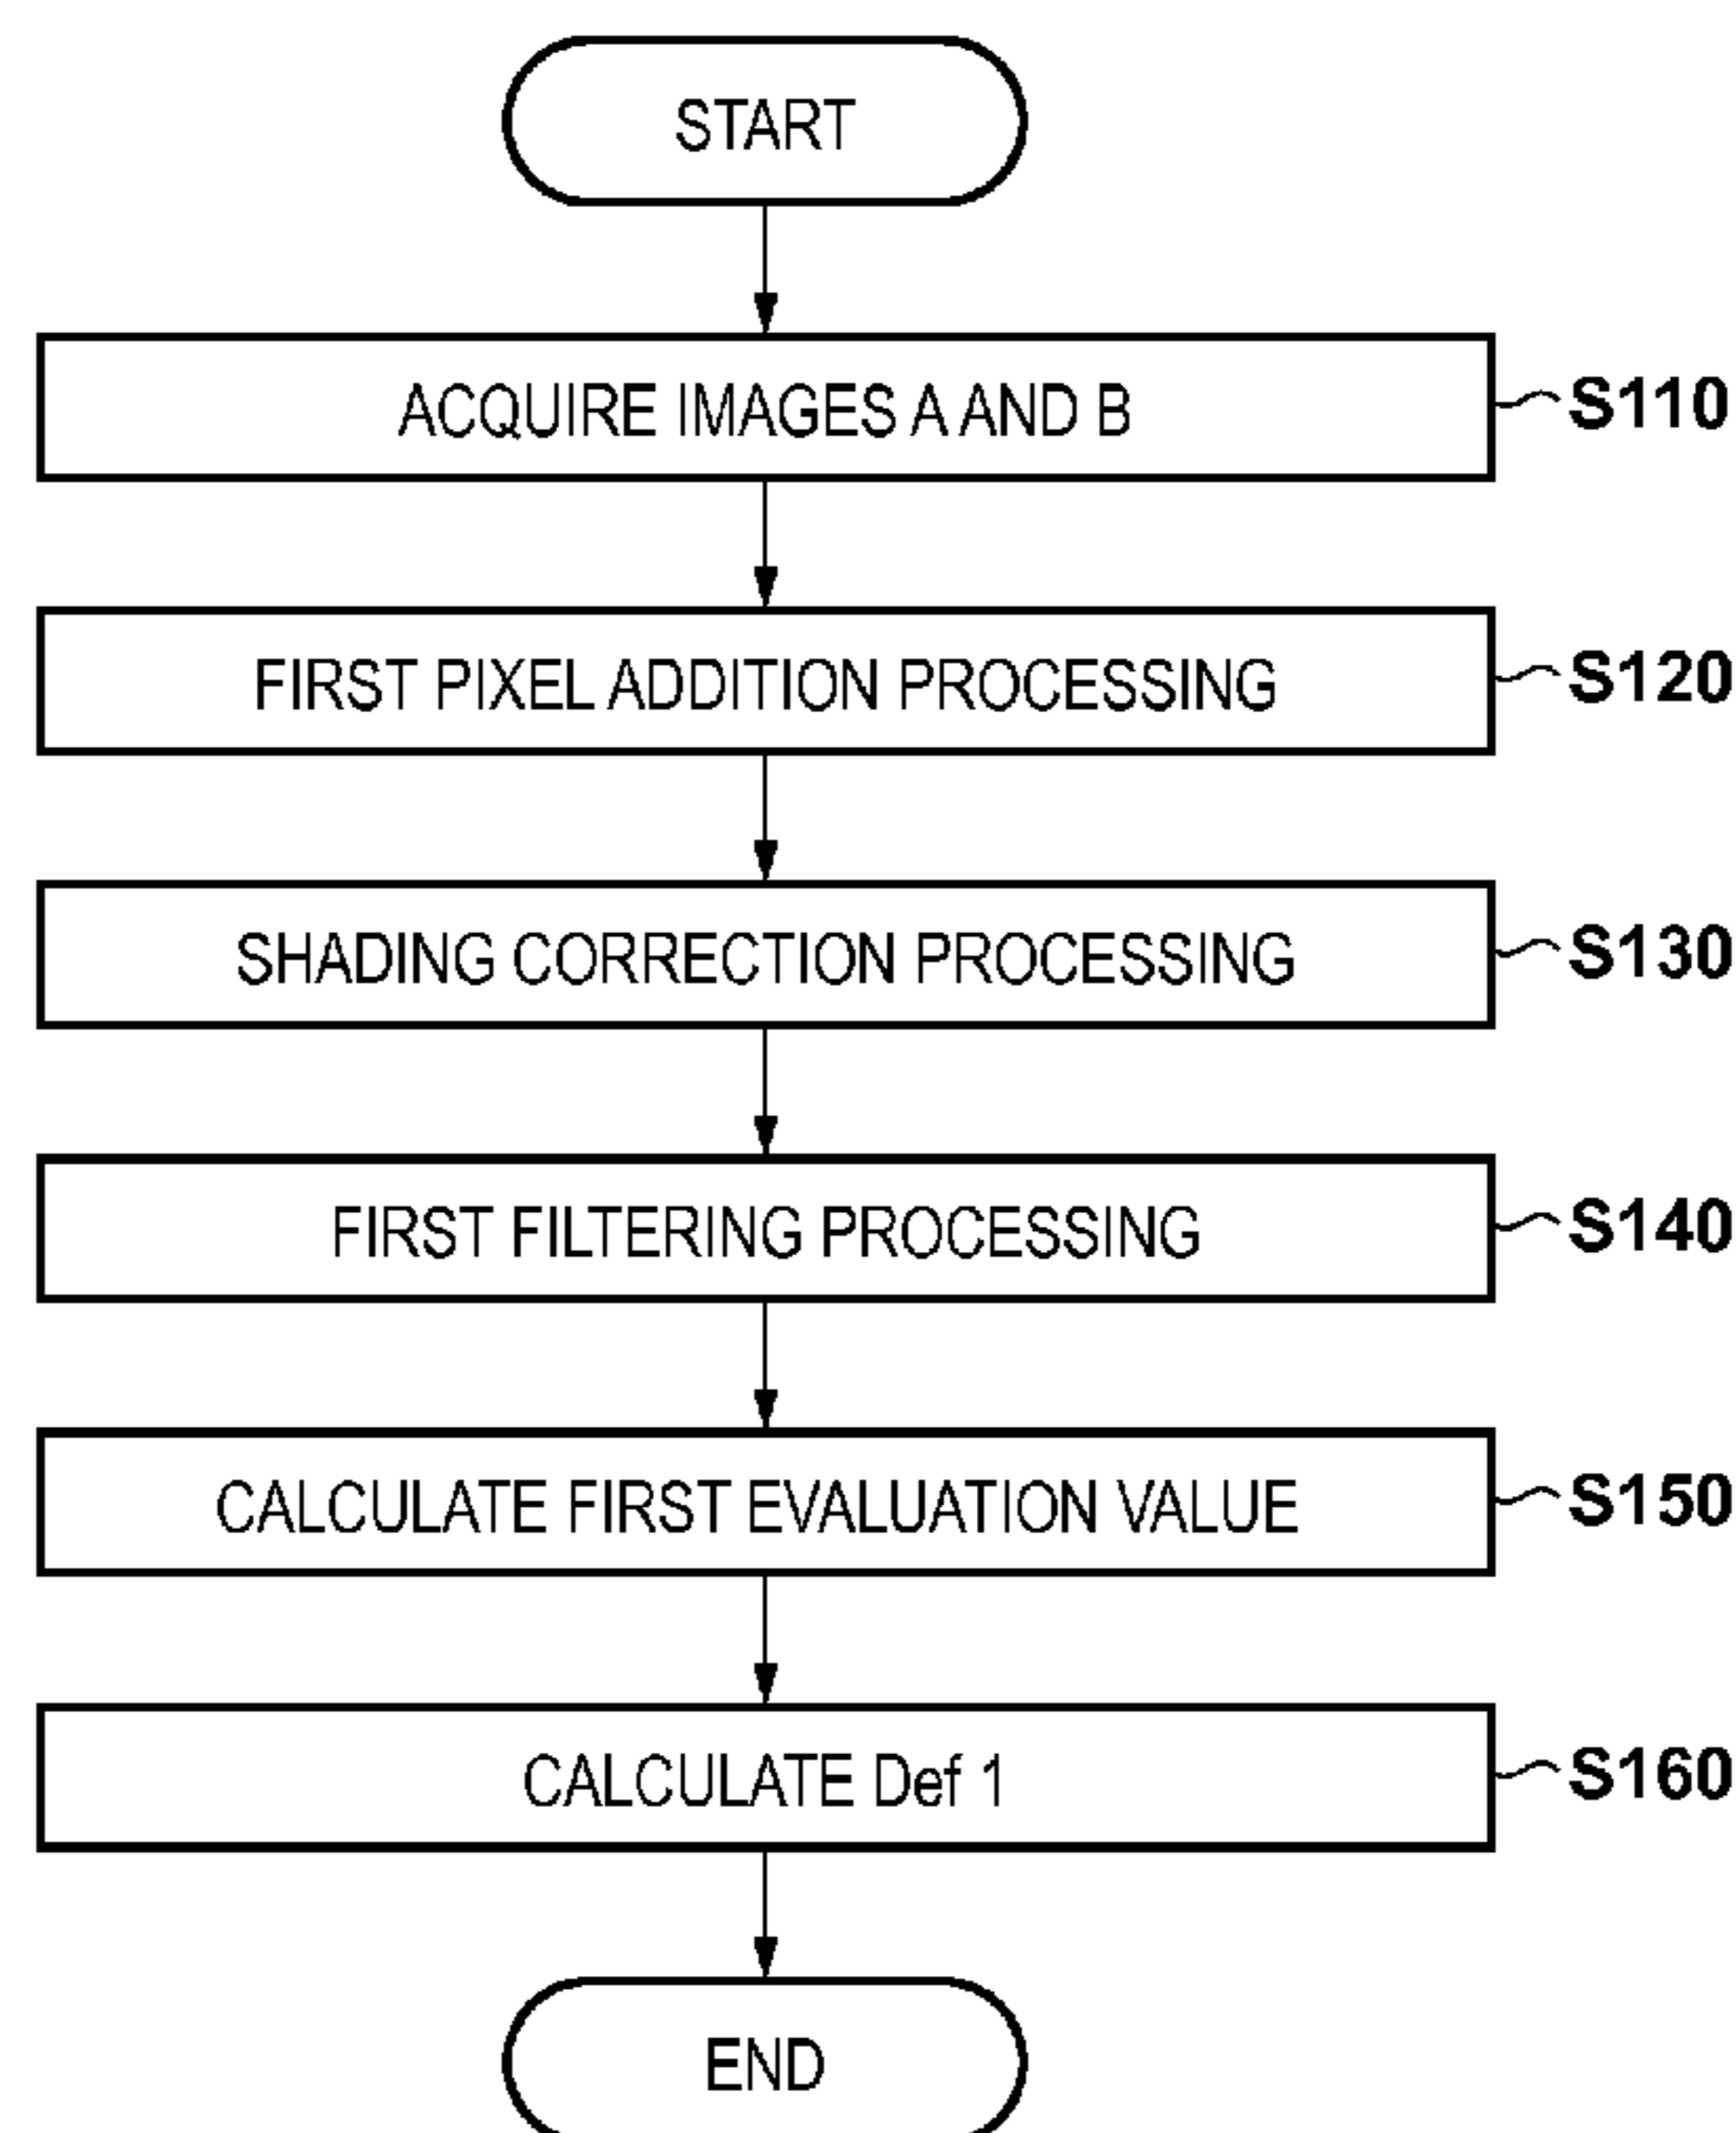 START
ACQUIRE IMAGES A AND B
S110
FIRST PIXEL ADDITION PROCESSING
S120
SHADING CORRECTION PROCESSING
S130
FIRST FILTERING PROCESSING
S140
CALCULATE FIRST EVALUATION VALUE
S150
CALCULATE Def 1
S160
END